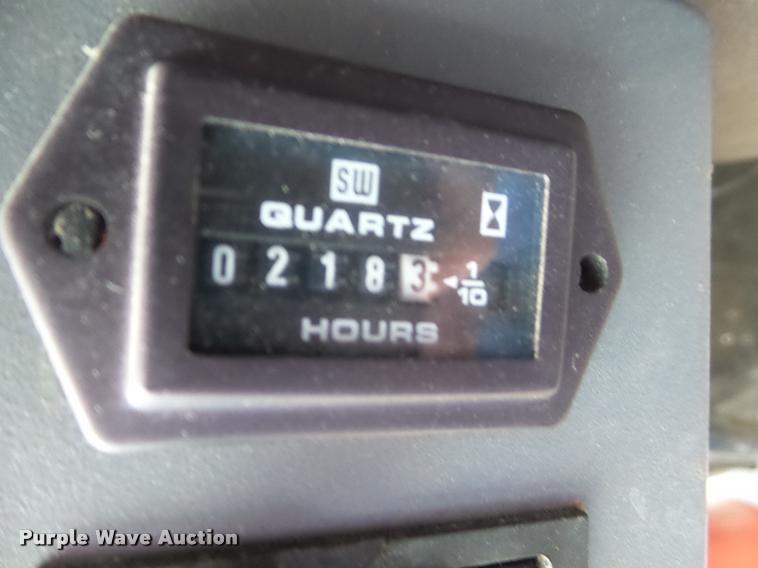 SW
QUARTZ
0 2 1 8 3 1/10
HOURS
Purple Wave Auction